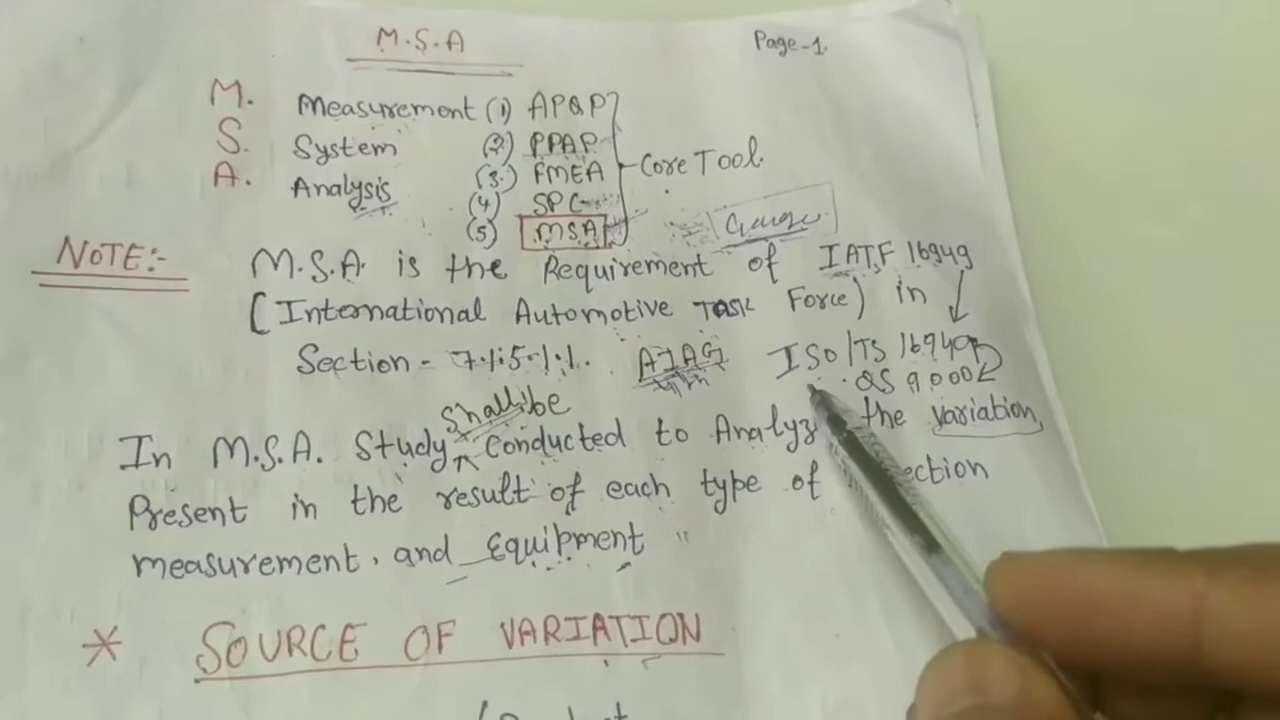 M.S.A
Page-1.
M. Measurement (1) APQP
S. System (2) PPAP
A. Analysis (3.) FMEA
(4) SPC
(5) MSA
Core Tool.
NOTE:-
M.S.A. is the Requirement of IATF 16949
[International Automotive TASK Force) in
Section - 7.1.5.1.1. AIAG ISO/TS 16949
QS 9000
Shall be
In M.S.A. Study conducted to Analyz the variation,
Present in the result of each type of ection
measurement, and Equipment "
* SOURCE OF VARIATION